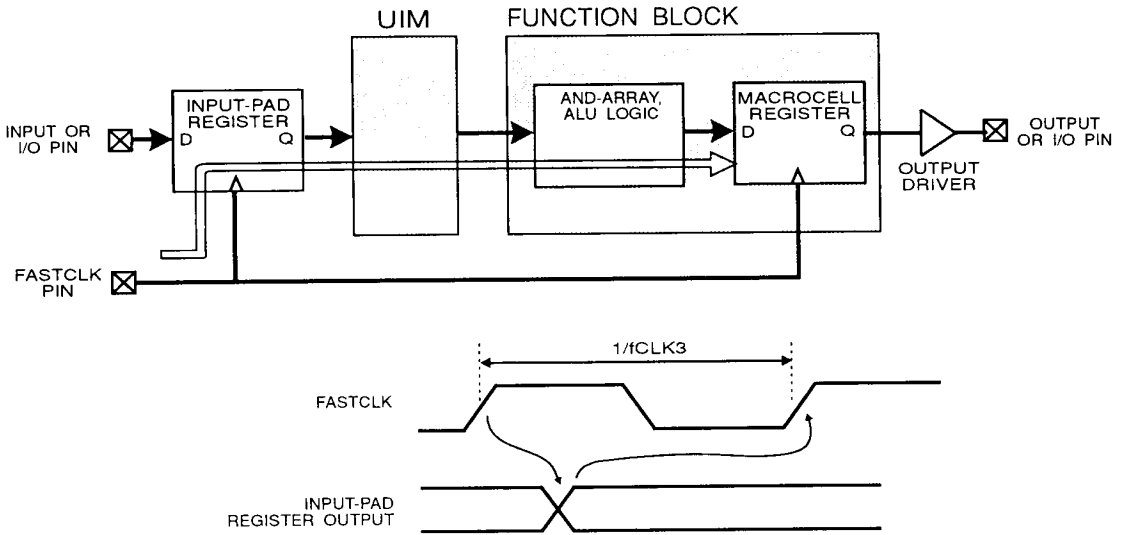 UIM
FUNCTION BLOCK
INPUT OR
I/O PIN
INPUT-PAD
REGISTER
D
Q
AND-ARRAY,
ALU LOGIC
MACROCELL
REGISTER
D
Q
OUTPUT
DRIVER
OUTPUT
OR I/O PIN
FASTCLK
PIN
1/fCLK3
FASTCLK
INPUT-PAD
REGISTER OUTPUT